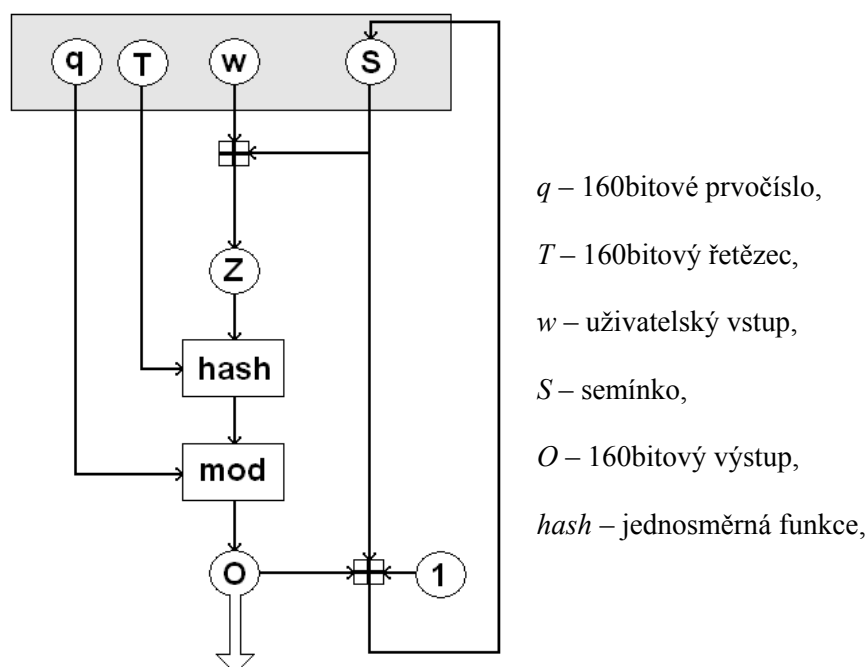 q T w S
Z
hash
mod
O 1
q – 160bitové prvočíslo,
T – 160bitový řetězec,
w – uživatelský vstup,
S – semínko,
O – 160bitový výstup,
hash – jednosměrná funkce,